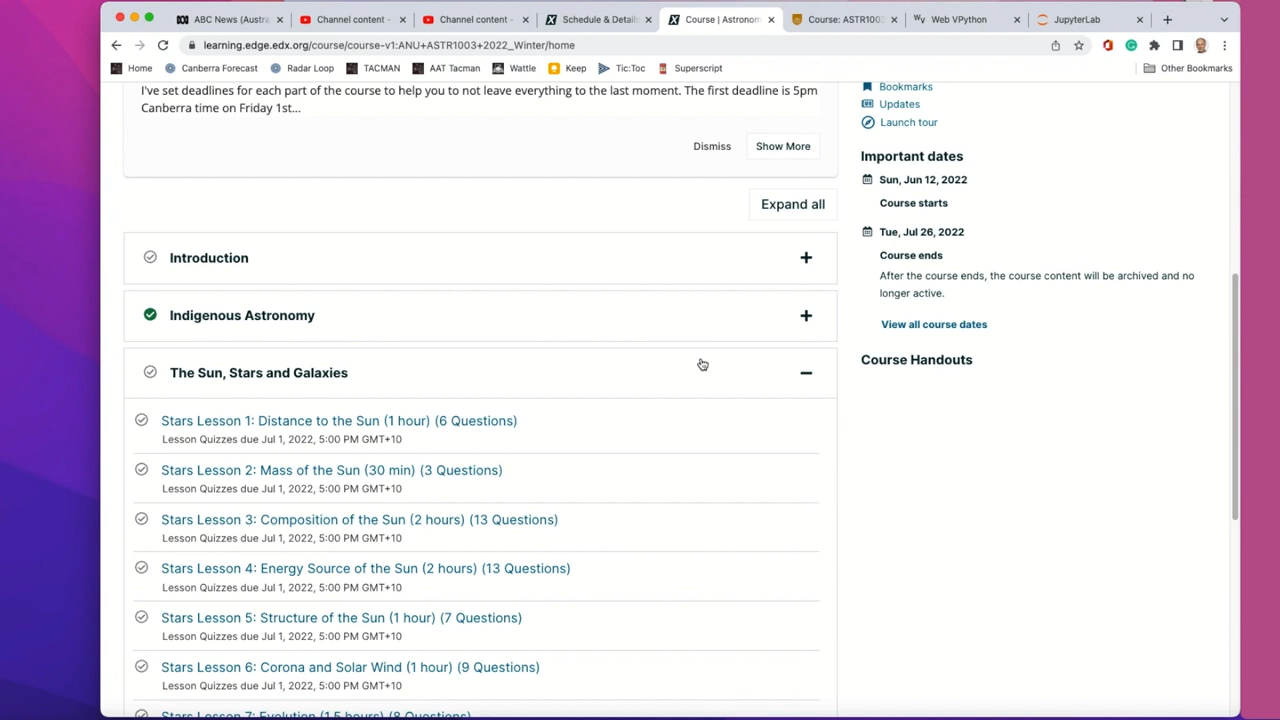 ABC News (Austra
Channel content -
Channel content -
Schedule & Detail
Course | Astronom
Course: ASTR1003
Web VPython
JupyterLab
learning.edge.edx.org/course/course-v1:ANU+ASTR1003+2022_Winter/home
Home
Canberra Forecast
Radar Loop
TACMAN
AAT Tacman
Wattle
Keep
Tic:Toc
Superscript
Other Bookmarks
I've set deadlines for each part of the course to help you to not leave everything to the last moment. The first deadline is 5pm
Canberra time on Friday 1st...
Dismiss
Show More
Expand all
Introduction
Indigenous Astronomy
The Sun, Stars and Galaxies
Stars Lesson 1: Distance to the Sun (1 hour) (6 Questions)
Lesson Quizzes due Jul 1, 2022, 5:00 PM GMT+10
Stars Lesson 2: Mass of the Sun (30 min) (3 Questions)
Lesson Quizzes due Jul 1, 2022, 5:00 PM GMT+10
Stars Lesson 3: Composition of the Sun (2 hours) (13 Questions)
Lesson Quizzes due Jul 1, 2022, 5:00 PM GMT+10
Stars Lesson 4: Energy Source of the Sun (2 hours) (13 Questions)
Lesson Quizzes due Jul 1, 2022, 5:00 PM GMT+10
Stars Lesson 5: Structure of the Sun (1 hour) (7 Questions)
Lesson Quizzes due Jul 1, 2022, 5:00 PM GMT+10
Stars Lesson 6: Corona and Solar Wind (1 hour) (9 Questions)
Lesson Quizzes due Jul 1, 2022, 5:00 PM GMT+10
Stars Lesson 7: Evolution (1.5 hours) (8 Questions)
Bookmarks
Updates
Launch tour
Important dates
Sun, Jun 12, 2022
Course starts
Tue, Jul 26, 2022
Course ends
After the course ends, the course content will be archived and no
longer active.
View all course dates
Course Handouts